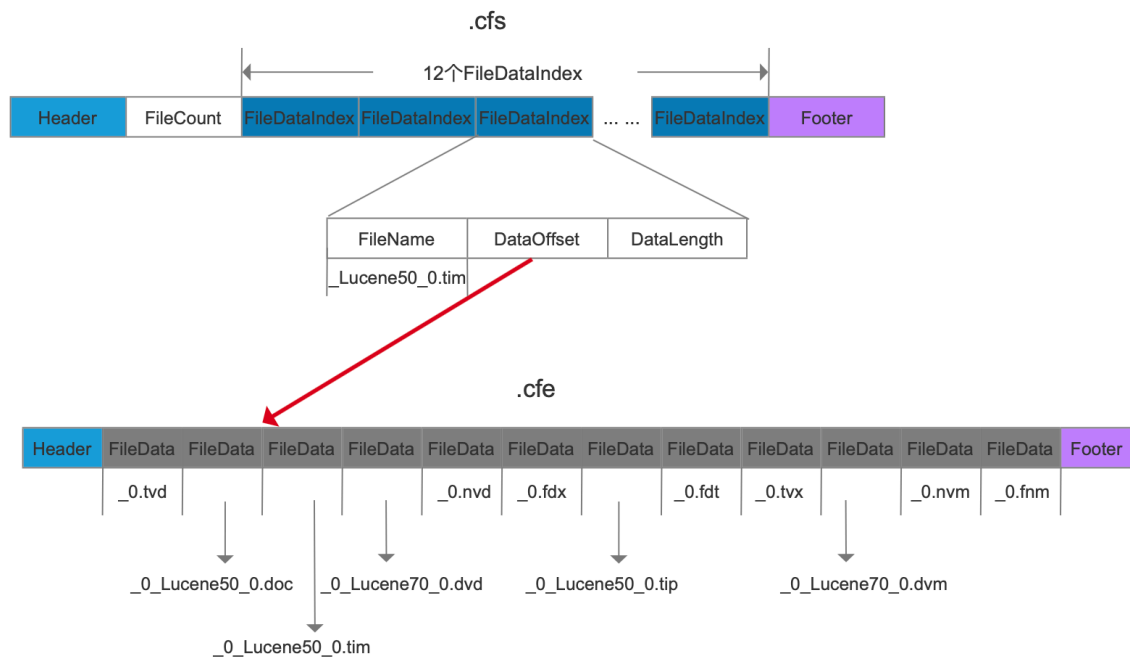 .cfs
12个FileDataIndex
Header FileCount FileDataIndex FileDataIndex FileDataIndex ... ... FileDataIndex Footer
FileName DataOffset DataLength
_Lucene50_0.tim
.cfe
Header FileData FileData FileData FileData FileData FileData FileData FileData FileData FileData FileData FileData Footer
_0.tvd _0.nvd _0.fdx _0.fdt _0.tvx _0.nvm _0.fnm
_0_Lucene50_0.doc _0_Lucene70_0.dvd _0_Lucene50_0.tip _0_Lucene70_0.dvm
_0_Lucene50_0.tim